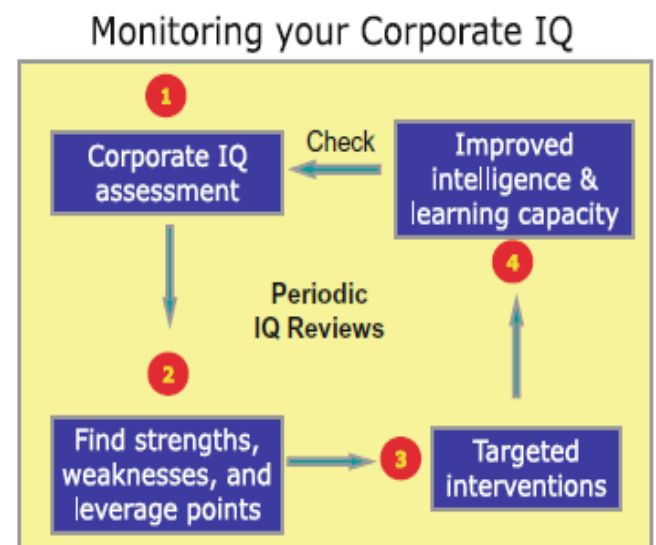 Monitoring your Corporate IQ
1
Corporate IQ
assessment
Check
Improved
intelligence &
learning capacity
4
Periodic
IQ Reviews
2
Find strengths,
weaknesses, and
leverage points
3
Targeted
interventions